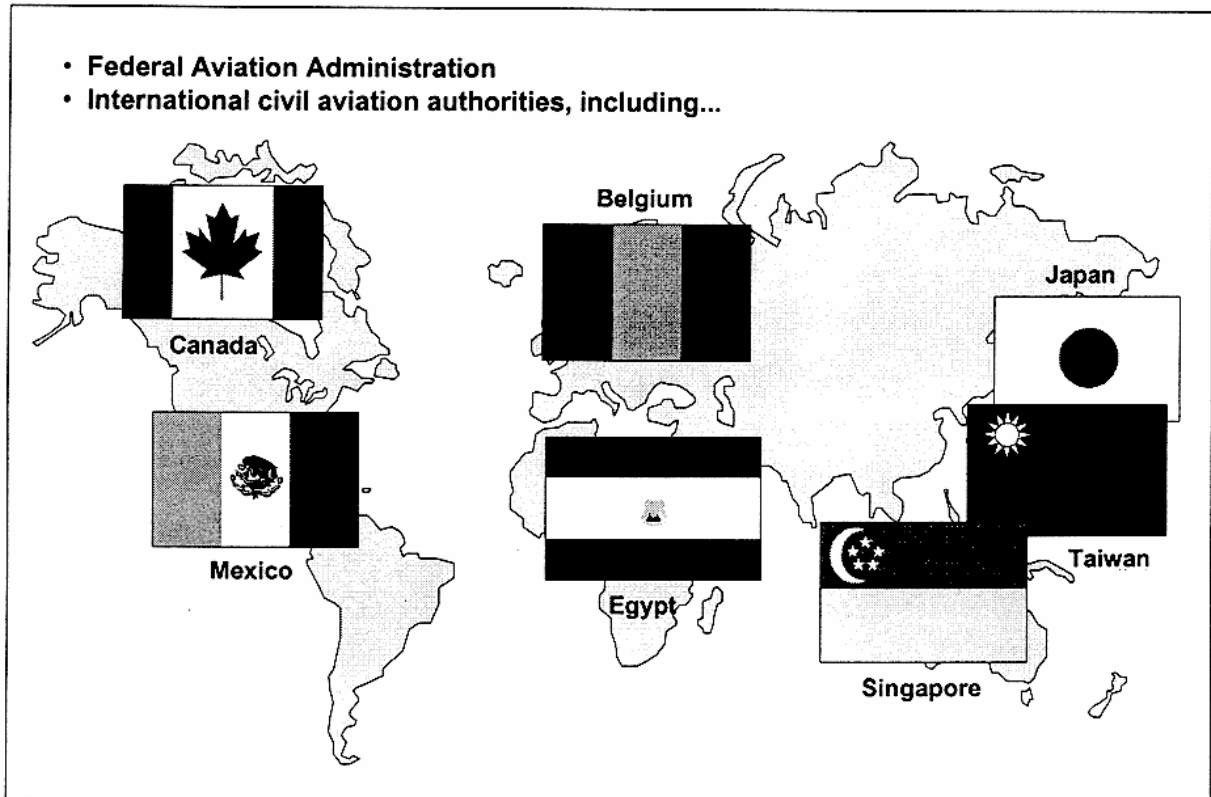 • Federal Aviation Administration
• International civil aviation authorities, including...
Belgium
Japan
Canada
Mexico
Egypt
Taiwan
Singapore